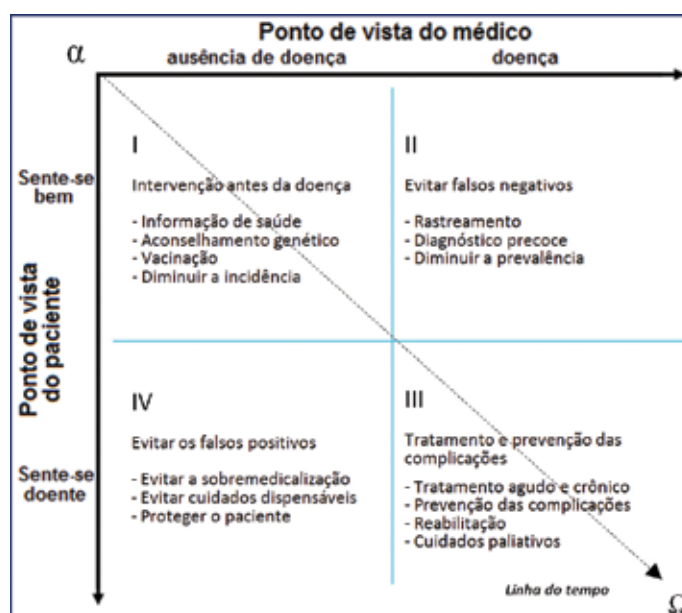 Ponto de vista do médico
α
ausência de doença
doença
Ponto de vista
do paciente
Sente-se
bem
I
Intervenção antes da doença
- Informação de saúde
- Aconselhamento genético
- Vacinação
- Diminuir a incidência
II
Evitar falsos negativos
- Rastreamento
- Diagnóstico precoce
- Diminuir a prevalência
Sente-se
doente
IV
Evitar os falsos positivos
- Evitar a sobremedicalização
- Evitar cuidados dispensáveis
- Proteger o paciente
III
Tratamento e prevenção das
complicações
- Tratamento agudo e crônico
- Prevenção das complicações
- Reabilitação
- Cuidados paliativos
Linha do tempo
Ω